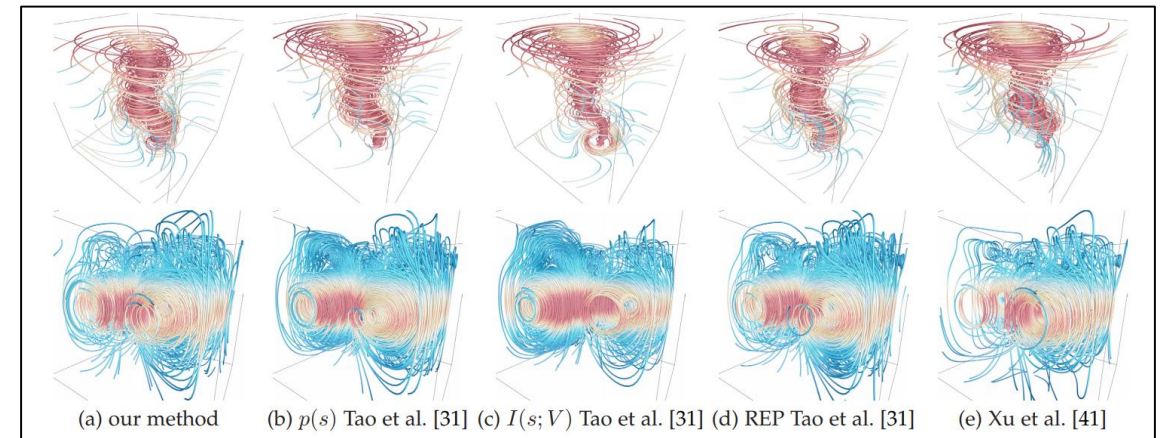 (a) our method (b) p(s) Tao et al. [31] (c) I(s;V) Tao et al. [31] (d) REP Tao et al. [31] (e) Xu et al. [41]